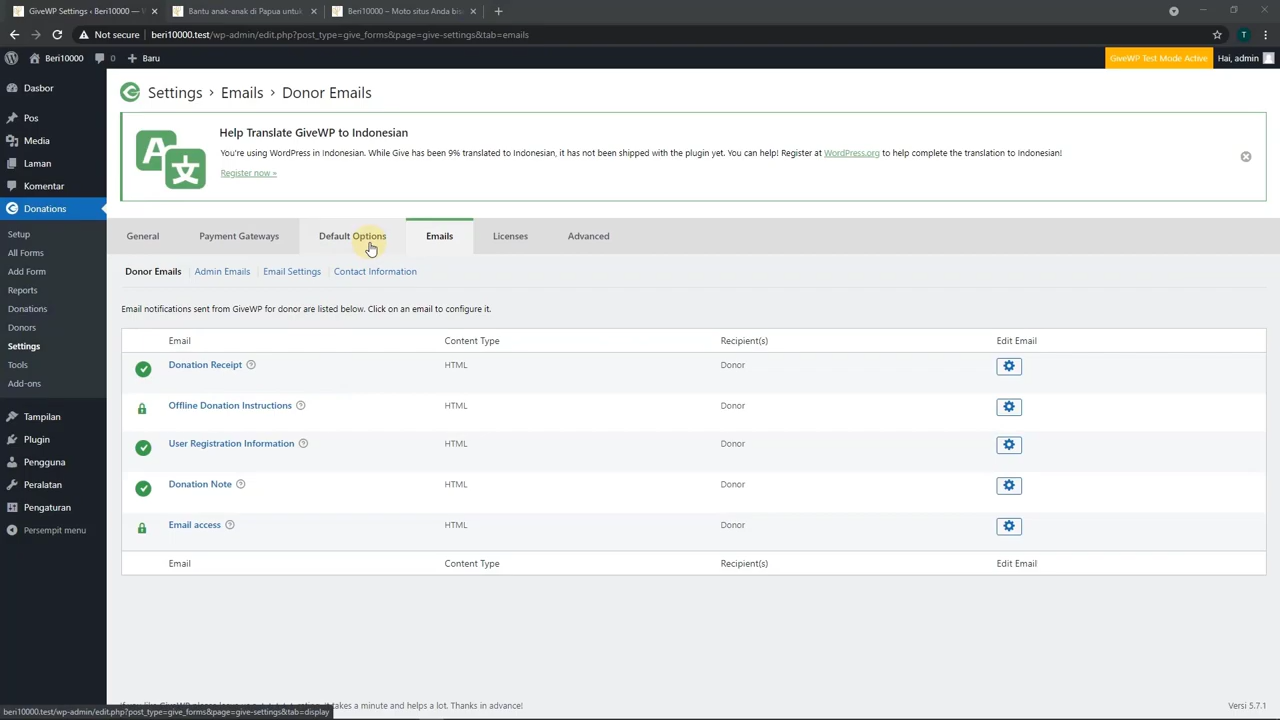 GiveWP Settings ‹ Beri10000 — W
Bantu anak-anak di Papua untuk
Beri10000 – Moto situs Anda bis
Not secure
beri10000.test/wp-admin/edit.php?post_type=give_forms&page=give-settings&tab=emails
T
Beri10000
0
Baru
GiveWP Test Mode Active
Hai, admin
Dasbor
Pos
Media
Laman
Komentar
Donations
Setup
All Forms
Add Form
Reports
Donations
Donors
Settings
Tools
Add-ons
Tampilan
Plugin
Pengguna
Peralatan
Pengaturan
Persempit menu
Settings › Emails › Donor Emails
A 文
Help Translate GiveWP to Indonesian
You're using WordPress in Indonesian. While Give has been 9% translated to Indonesian, it has not been shipped with the plugin yet. You can help! Register at WordPress.org to help complete the translation to Indonesian!
Register now »
General
Payment Gateways
Default Options
Emails
Licenses
Advanced
Donor Emails
Admin Emails
Email Settings
Contact Information
Email notifications sent from GiveWP for donor are listed below. Click on an email to configure it.
Email Content Type Recipient(s) Edit Email
Donation Receipt HTML Donor
Offline Donation Instructions HTML Donor
User Registration Information HTML Donor
Donation Note HTML Donor
Email access HTML Donor
Email Content Type Recipient(s) Edit Email
takes a minute and helps a lot. Thanks in advance!
Versi 5.7.1
beri10000.test/wp-admin/edit.php?post_type=give_forms&page=give-settings&tab=display